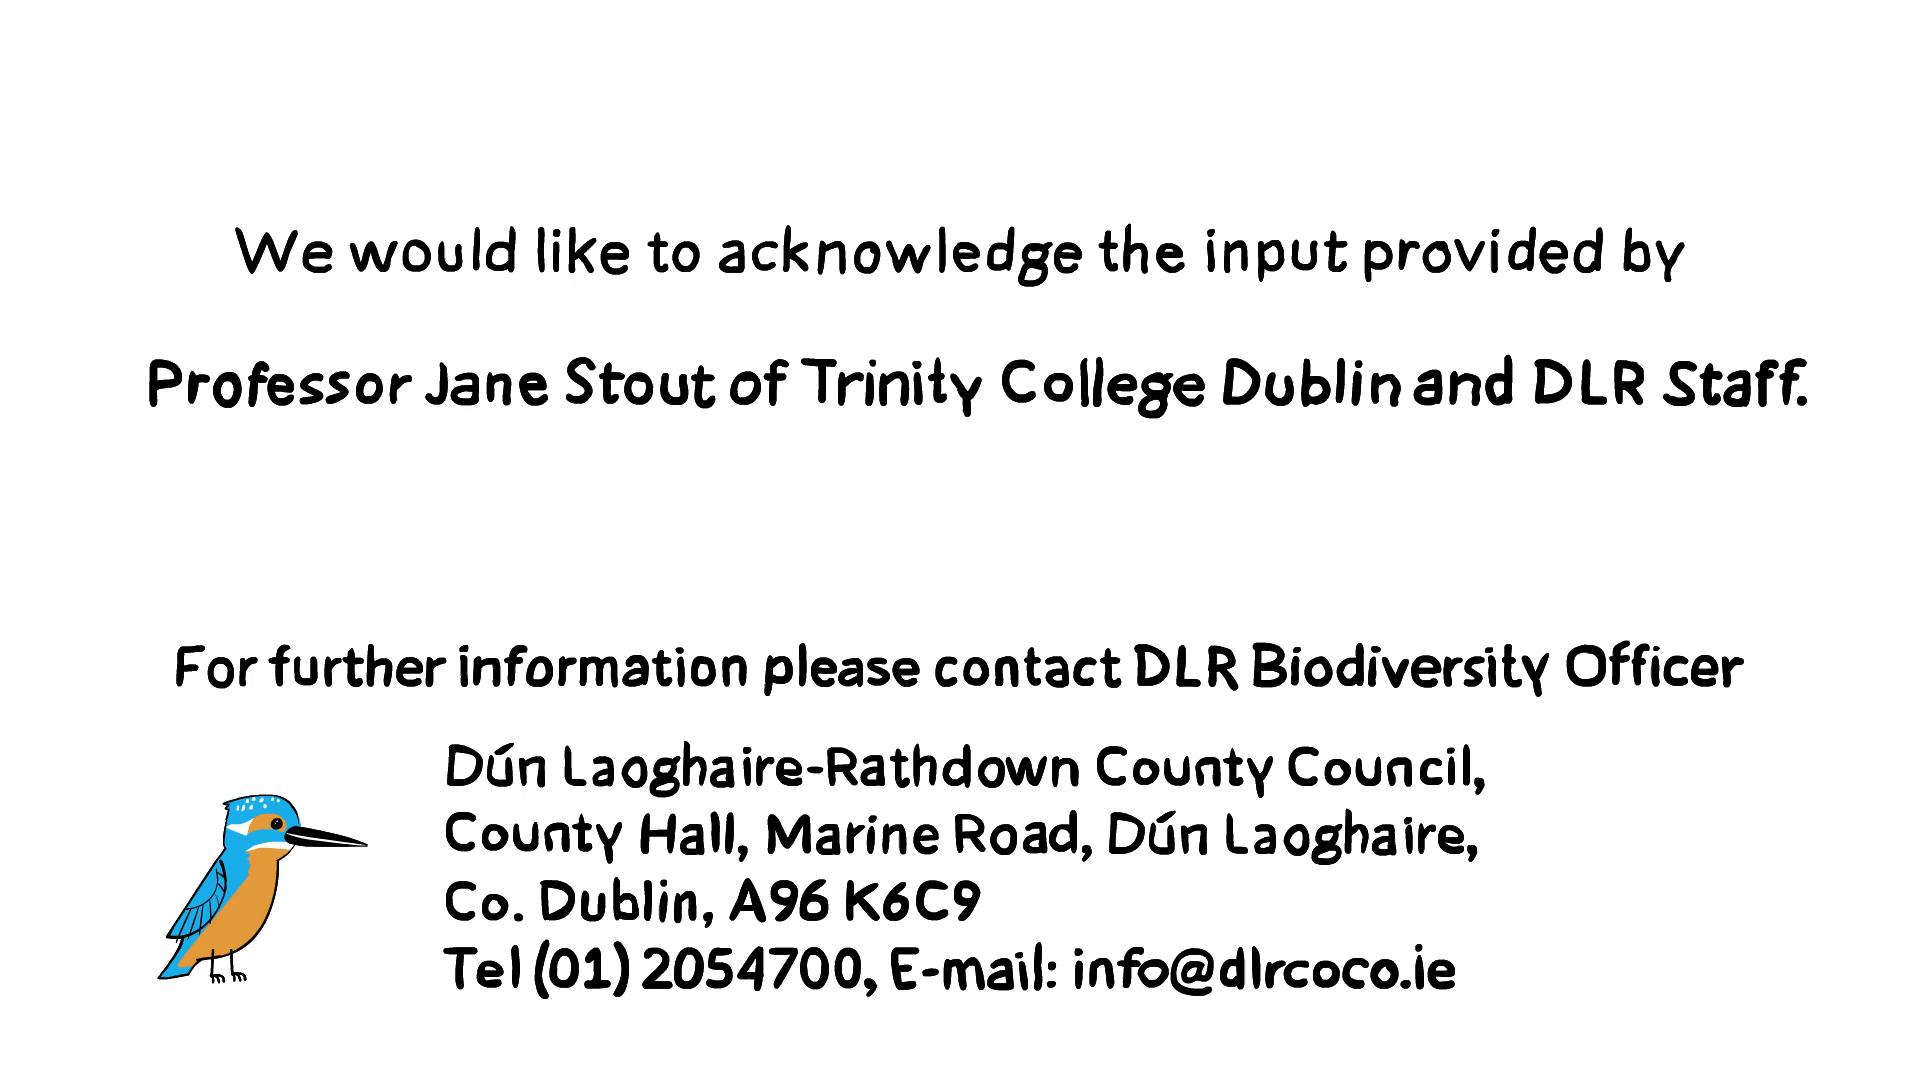 We would like to acknowledge the input provided by
Professor Jane Stout of Trinity College Dublin and DLR Staff.
For further information please contact DLR Biodiversity Officer
Dún Laoghaire-Rathdown County Council,
County Hall, Marine Road, Dún Laoghaire,
Co. Dublin, A96 K6C9
Tel (01) 2054700, E-mail: info@dlrcoco.ie